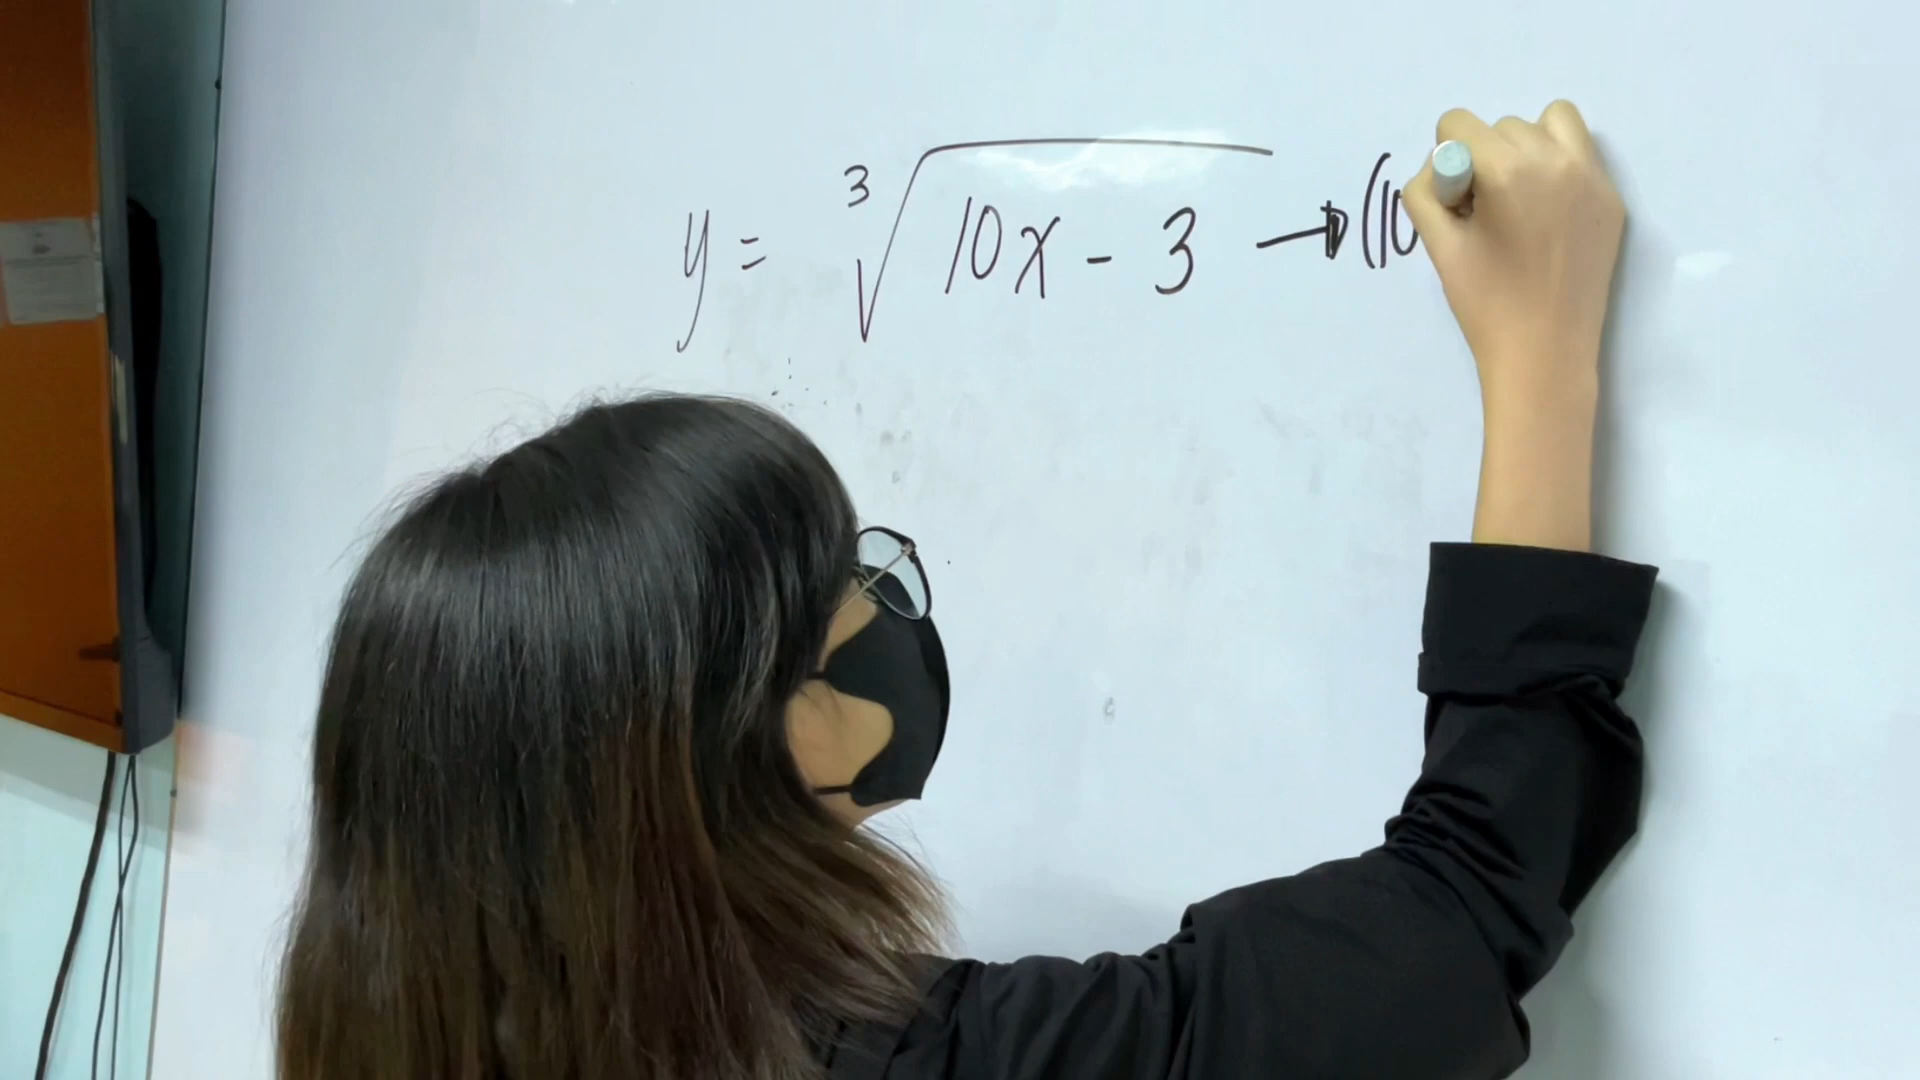 y = ³√(10x - 3) → (10